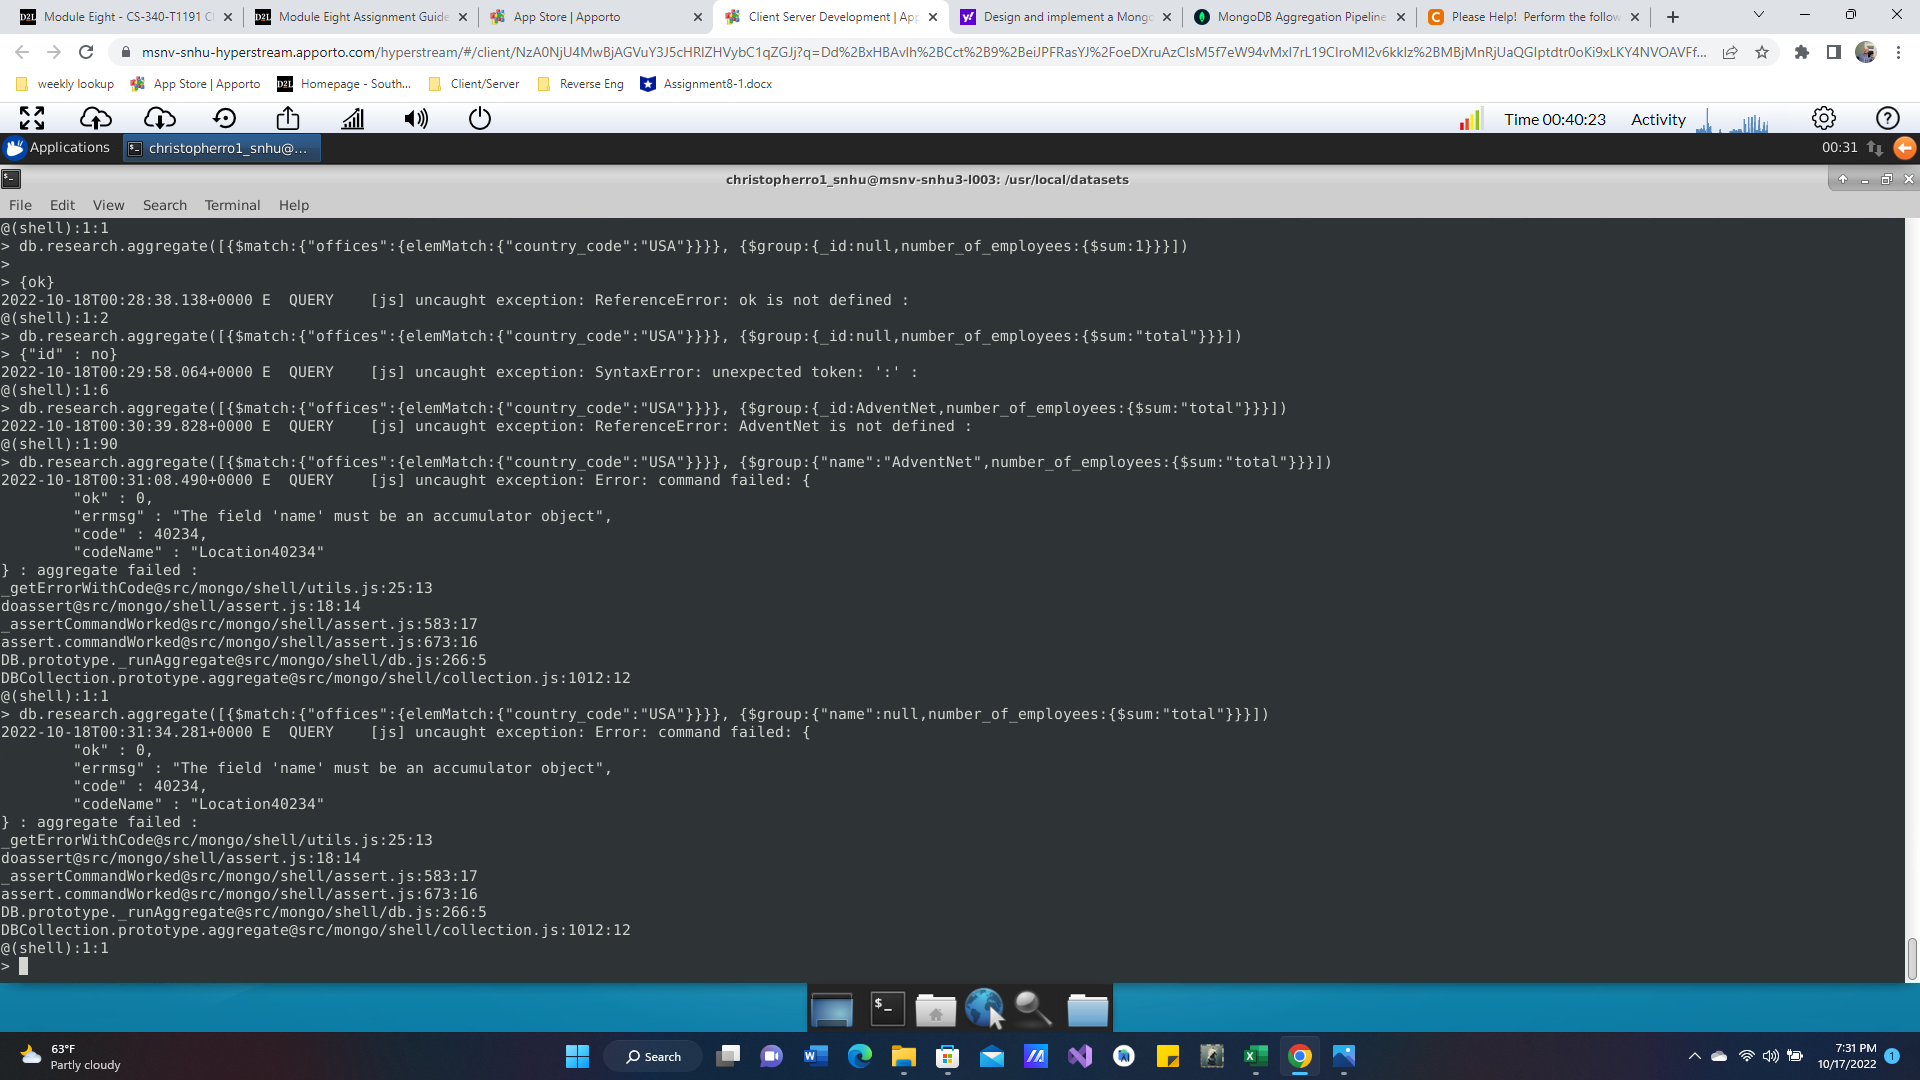 Module Eight - CS-340-T1191 Cl
Module Eight Assignment Guide
App Store | Apporto
Client Server Development | App
Design and implement a Mongo
MongoDB Aggregation Pipeline
Please Help! Perform the follow
msnv-snhu-hyperstream.apporto.com/hyperstream/#/client/
weekly lookup
App Store | Apporto
Homepage - South...
Client/Server
Reverse Eng
Assignment8-1.docx
Time 00:40:23
Activity
Applications
christopherro1_snhu@...
00:31
christopherro1_snhu@msnv-snhu3-l003: /usr/local/datasets
File Edit View Search Terminal Help
@(shell):1:1
> db.research.aggregate([{$match:{"offices":{elemMatch:{"country_code":"USA"}}}}, {$group:{_id:null,number_of_employees:{$sum:1}}}])
>
> {ok}
2022-10-18T00:28:38.138+0000 E  QUERY    [js] uncaught exception: ReferenceError: ok is not defined :
@(shell):1:2
> db.research.aggregate([{$match:{"offices":{elemMatch:{"country_code":"USA"}}}}, {$group:{_id:null,number_of_employees:{$sum:"total"}}}])
> {"id" : no}
2022-10-18T00:29:58.064+0000 E  QUERY    [js] uncaught exception: SyntaxError: unexpected token: ':' :
@(shell):1:6
> db.research.aggregate([{$match:{"offices":{elemMatch:{"country_code":"USA"}}}}, {$group:{_id:AdventNet,number_of_employees:{$sum:"total"}}}])
2022-10-18T00:30:39.828+0000 E  QUERY    [js] uncaught exception: ReferenceError: AdventNet is not defined :
@(shell):1:90
> db.research.aggregate([{$match:{"offices":{elemMatch:{"country_code":"USA"}}}}, {$group:{"name":"AdventNet",number_of_employees:{$sum:"total"}}}])
2022-10-18T00:31:08.490+0000 E  QUERY    [js] uncaught exception: Error: command failed: {
"ok" : 0,
"errmsg" : "The field 'name' must be an accumulator object",
"code" : 40234,
"codeName" : "Location40234"
} : aggregate failed :
_getErrorWithCode@src/mongo/shell/utils.js:25:13
doassert@src/mongo/shell/assert.js:18:14
_assertCommandWorked@src/mongo/shell/assert.js:583:17
assert.commandWorked@src/mongo/shell/assert.js:673:16
DB.prototype._runAggregate@src/mongo/shell/db.js:266:5
DBCollection.prototype.aggregate@src/mongo/shell/collection.js:1012:12
@(shell):1:1
> db.research.aggregate([{$match:{"offices":{elemMatch:{"country_code":"USA"}}}}, {$group:{"name":null,number_of_employees:{$sum:"total"}}}])
2022-10-18T00:31:34.281+0000 E  QUERY    [js] uncaught exception: Error: command failed: {
"ok" : 0,
"errmsg" : "The field 'name' must be an accumulator object",
"code" : 40234,
"codeName" : "Location40234"
} : aggregate failed :
_getErrorWithCode@src/mongo/shell/utils.js:25:13
doassert@src/mongo/shell/assert.js:18:14
_assertCommandWorked@src/mongo/shell/assert.js:583:17
assert.commandWorked@src/mongo/shell/assert.js:673:16
DB.prototype._runAggregate@src/mongo/shell/db.js:266:5
DBCollection.prototype.aggregate@src/mongo/shell/collection.js:1012:12
@(shell):1:1
>
63°F
Partly cloudy
Search
7:31 PM
10/17/2022
1